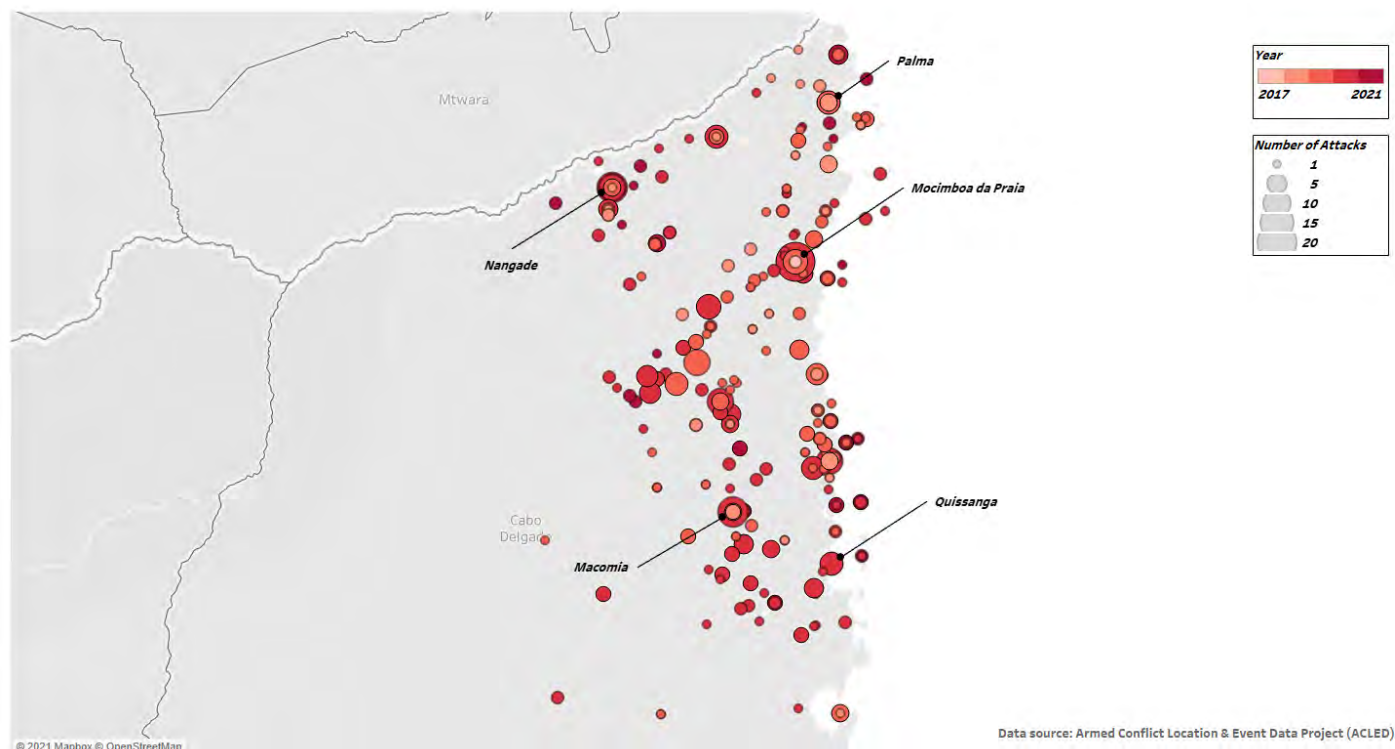 Palma
Year
Mtwara
2017 2021
Number of Attacks
1
5
10
15
20
Mocimboa da Praia
Nangade
Quissanga
Cabo
Delgado
Macomia
Data source: Armed Conflict Location & Event Data Project (ACLED)
© 2021 Mapbox © OpenStreetMap